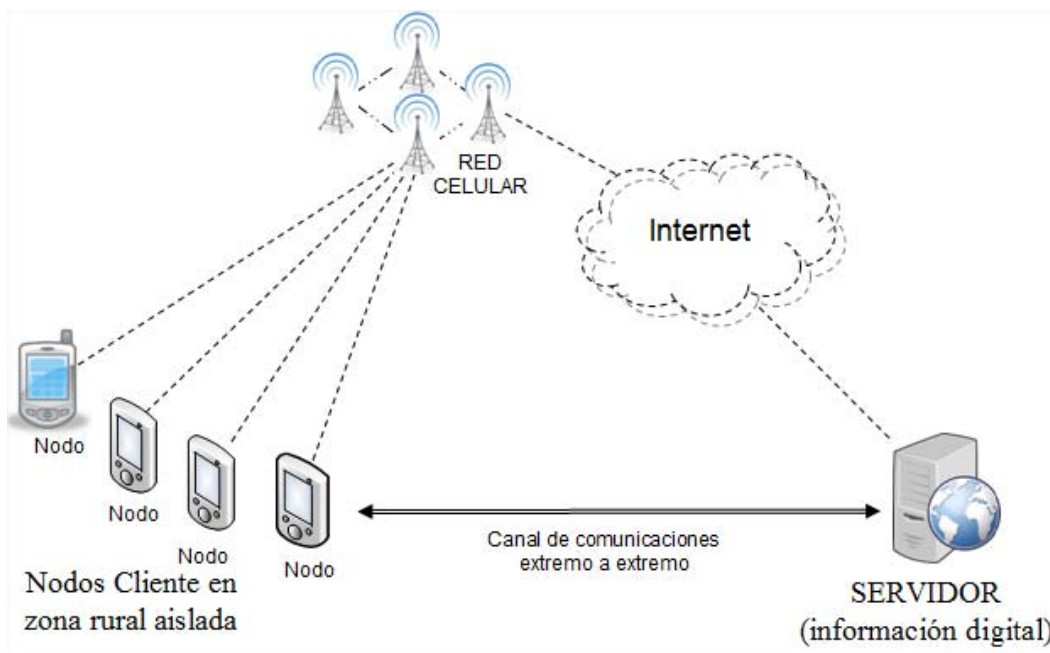 RED
CELULAR
Internet
Nodo
Nodo
Nodo
Nodo
Canal de comunicaciones
extremo a extremo
Nodos Cliente en
zona rural aislada
SERVIDOR
(información digital)